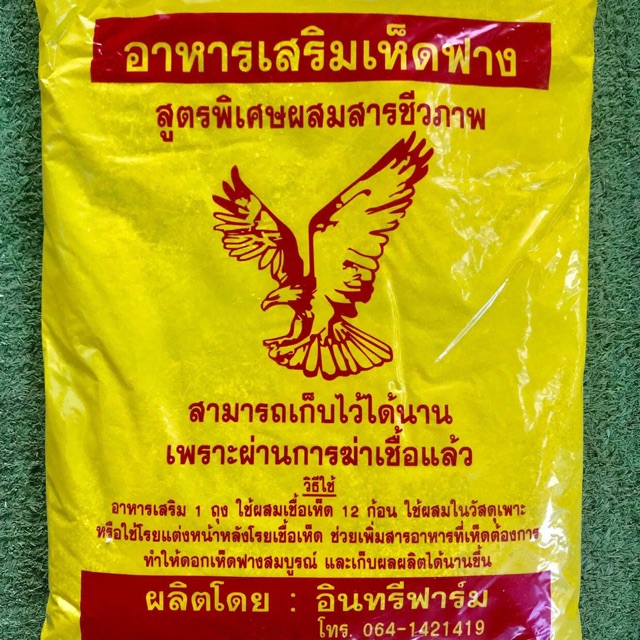 อาหารเสริมเห็ดฟาง
สูตรพิเศษผสมสารชีวภาพ
สามารถเก็บไว้ได้นาน
เพราะผ่านการฆ่าเชื้อแล้ว
วิธีใช้
อาหารเสริม 1 ถุง ใช้ผสมเชื้อเห็ด 12 ก้อน ใช้ผสมในวัสดุเพาะ
หรือใช้โรยแต่งหน้าหลังโรยเชื้อเห็ด ช่วยเพิ่มสารอาหารที่เห็ดต้องการ
ทำให้ดอกเห็ดฟางสมบูรณ์ และเก็บผลผลิตได้นานขึ้น
ผลิตโดย : อินทรีฟาร์ม
โทร. 064-1421419